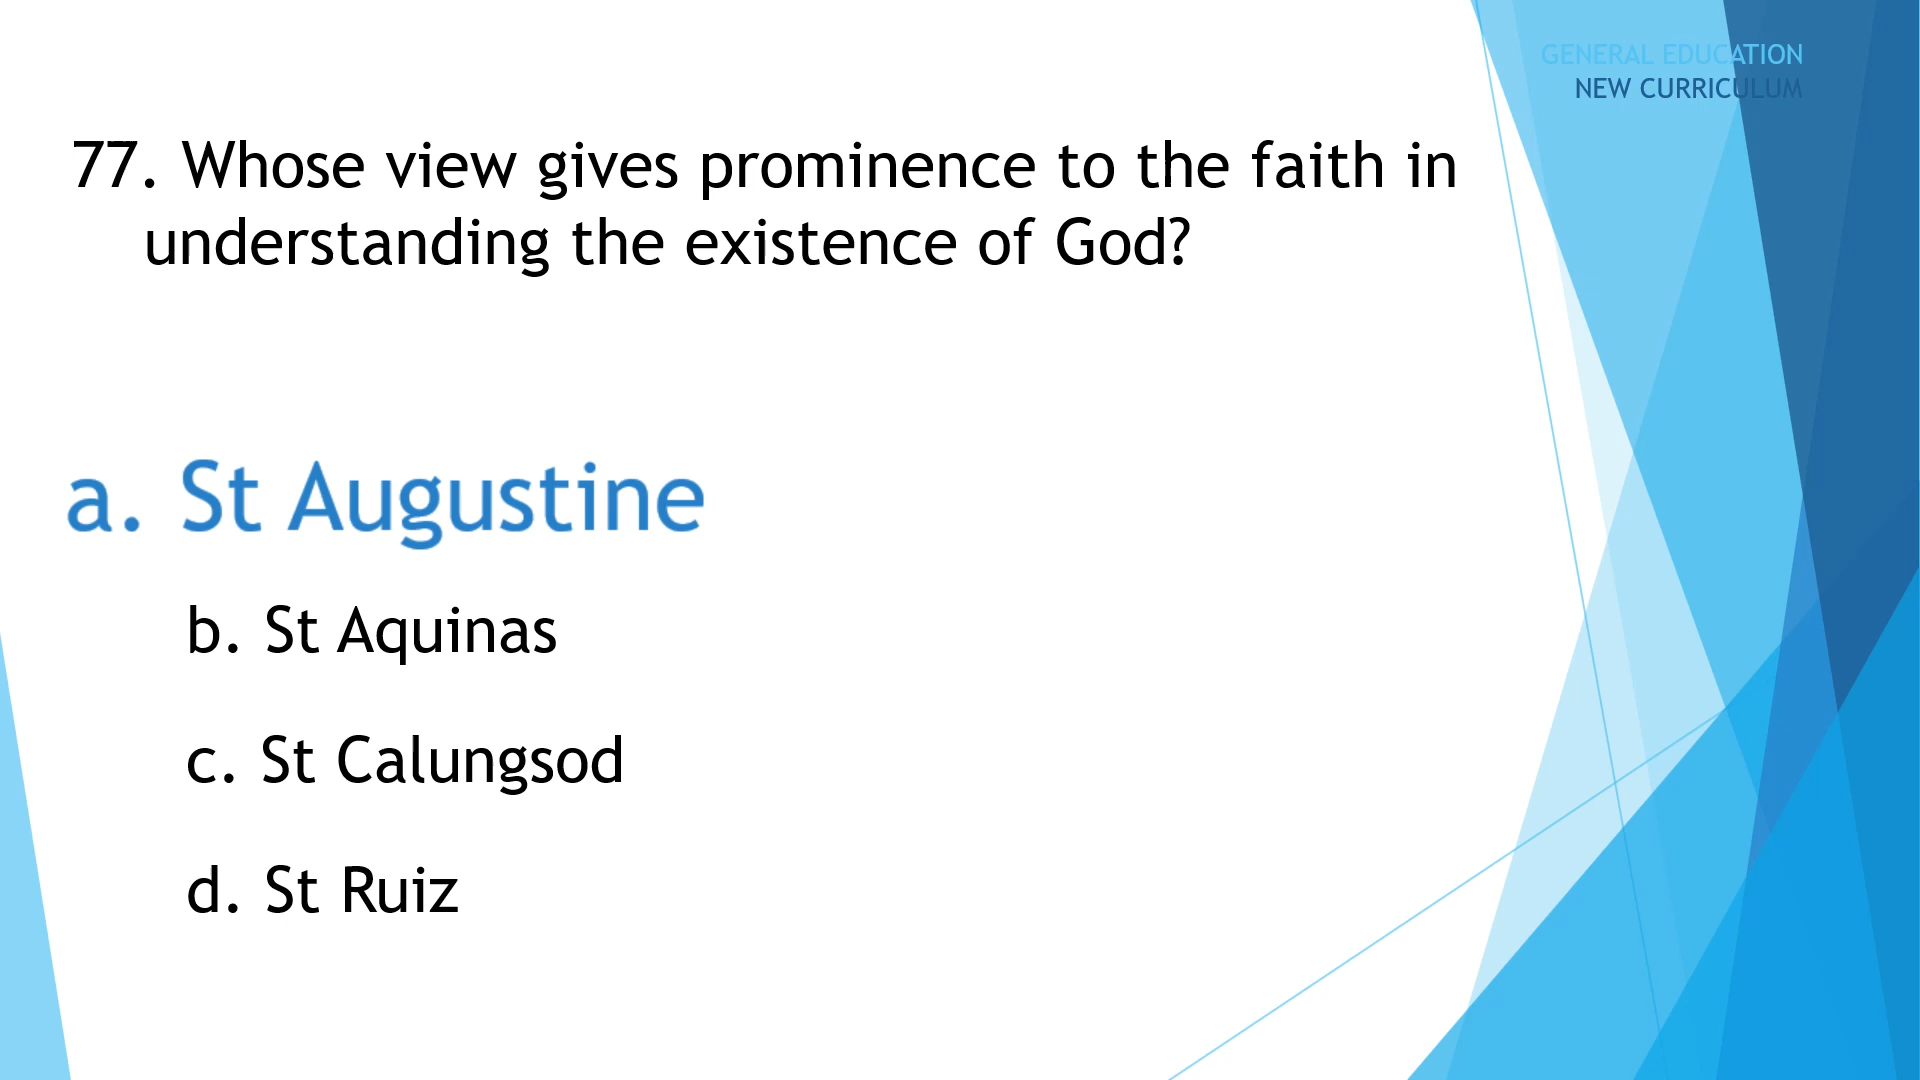 GENERAL EDUCATION
NEW CURRICULUM
77. Whose view gives prominence to the faith in
understanding the existence of God?
a. St Augustine
b. St Aquinas
c. St Calungsod
d. St Ruiz